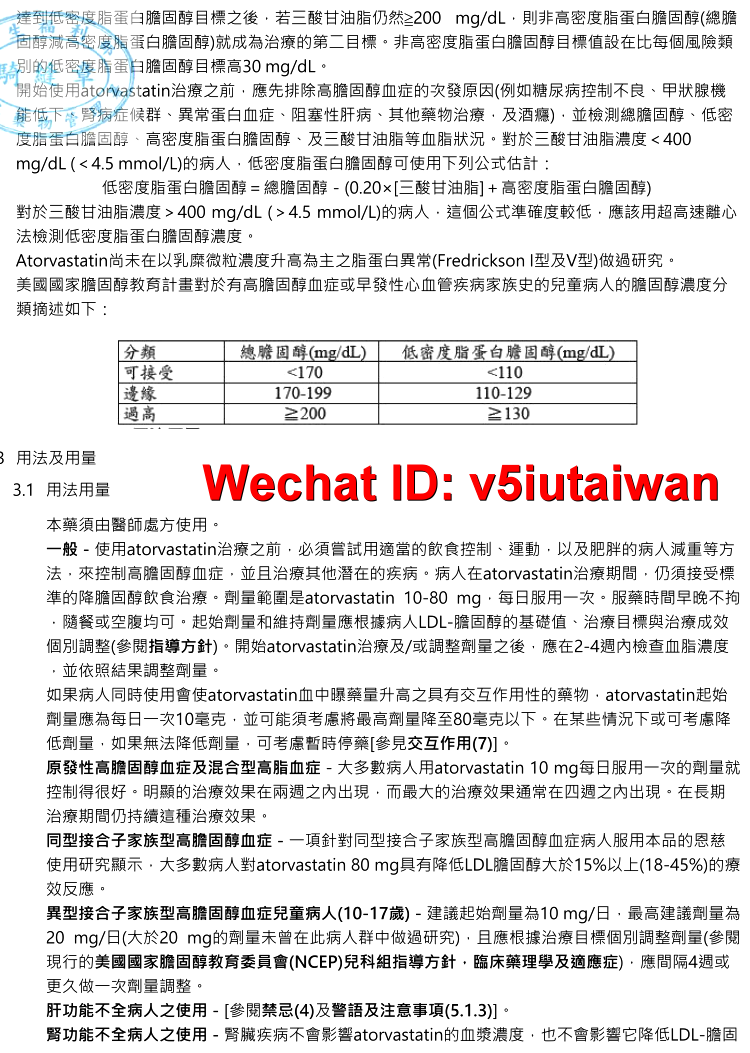 達到低密度脂蛋白膽固醇目標之後，若三酸甘油脂仍然≧200 mg/dL，則非高密度脂蛋白膽固醇(總膽
固醇減高密度脂蛋白膽固醇)就成為治療的第二目標。非高密度脂蛋白膽固醇目標值設在比每個風險類
別的低密度脂蛋白膽固醇目標高30 mg/dL。
開始使用atorvastatin治療之前，應先排除高膽固醇血症的次發原因(例如糖尿病控制不良、甲狀腺機
能低下、腎病症候群、異常蛋白血症、阻塞性肝病、其他藥物治療，及酒癮)，並檢測總膽固醇、低密
度脂蛋白膽固醇、高密度脂蛋白膽固醇、及三酸甘油脂等血脂狀況。對於三酸甘油脂濃度＜400
mg/dL (＜4.5 mmol/L)的病人，低密度脂蛋白膽固醇可使用下列公式估計：
低密度脂蛋白膽固醇＝總膽固醇－(0.20×[三酸甘油脂]＋高密度脂蛋白膽固醇)
對於三酸甘油脂濃度＞400 mg/dL (＞4.5 mmol/L)的病人，這個公式準確度較低，應該用超高速離心
法檢測低密度脂蛋白膽固醇濃度。
Atorvastatin尚未在以乳糜微粒濃度升高為主之脂蛋白異常(Fredrickson I型及V型)做過研究。
美國國家膽固醇教育計畫對於有高膽固醇血症或早發性心血管疾病家族史的兒童病人的膽固醇濃度分
類摘述如下：
分類 總膽固醇(mg/dL) 低密度脂蛋白膽固醇(mg/dL)
可接受 <170 <110
邊緣 170-199 110-129
過高 ≧200 ≧130
3 用法及用量
Wechat ID: v5iutaiwan
3.1 用法用量
本藥須由醫師處方使用。
一般－使用atorvastatin治療之前，必須嘗試用適當的飲食控制、運動，以及肥胖的病人減重等方
法，來控制高膽固醇血症，並且治療其他潛在的疾病。病人在atorvastatin治療期間，仍須接受標
準的降膽固醇飲食治療。劑量範圍是atorvastatin 10-80 mg，每日服用一次。服藥時間早晚不拘
，隨餐或空腹均可。起始劑量和維持劑量應根據病人LDL-膽固醇的基礎值、治療目標與治療成效
個別調整(參閱指導方針)。開始atorvastatin治療及/或調整劑量之後，應在2-4週內檢查血脂濃度
，並依照結果調整劑量。
如果病人同時使用會使atorvastatin血中曝藥量升高之具有交互作用性的藥物，atorvastatin起始
劑量應為每日一次10毫克，並可能須考慮將最高劑量降至80毫克以下。在某些情況下或可考慮降
低劑量，如果無法降低劑量，可考慮暫時停藥[參見交互作用(7)]。
原發性高膽固醇血症及混合型高脂血症－大多數病人用atorvastatin 10 mg每日服用一次的劑量就
控制得很好。明顯的治療效果在兩週之內出現，而最大的治療效果通常在四週之內出現。在長期
治療期間仍持續這種治療效果。
同型接合子家族型高膽固醇血症－一項針對同型接合子家族型高膽固醇血症病人服用本品的恩慈
使用研究顯示，大多數病人對atorvastatin 80 mg具有降低LDL膽固醇大於15%以上(18-45%)的療
效反應。
異型接合子家族型高膽固醇血症兒童病人(10-17歲)－建議起始劑量為10 mg/日，最高建議劑量為
20 mg/日(大於20 mg的劑量未曾在此病人群中做過研究)，且應根據治療目標個別調整劑量(參閱
現行的美國國家膽固醇教育委員會(NCEP)兒科組指導方針，臨床藥理學及適應症)，應間隔4週或
更久做一次劑量調整。
肝功能不全病人之使用－[參閱禁忌(4)及警語及注意事項(5.1.3)]。
腎功能不全病人之使用－腎臟疾病不會影響atorvastatin的血漿濃度，也不會影響它降低LDL-膽固